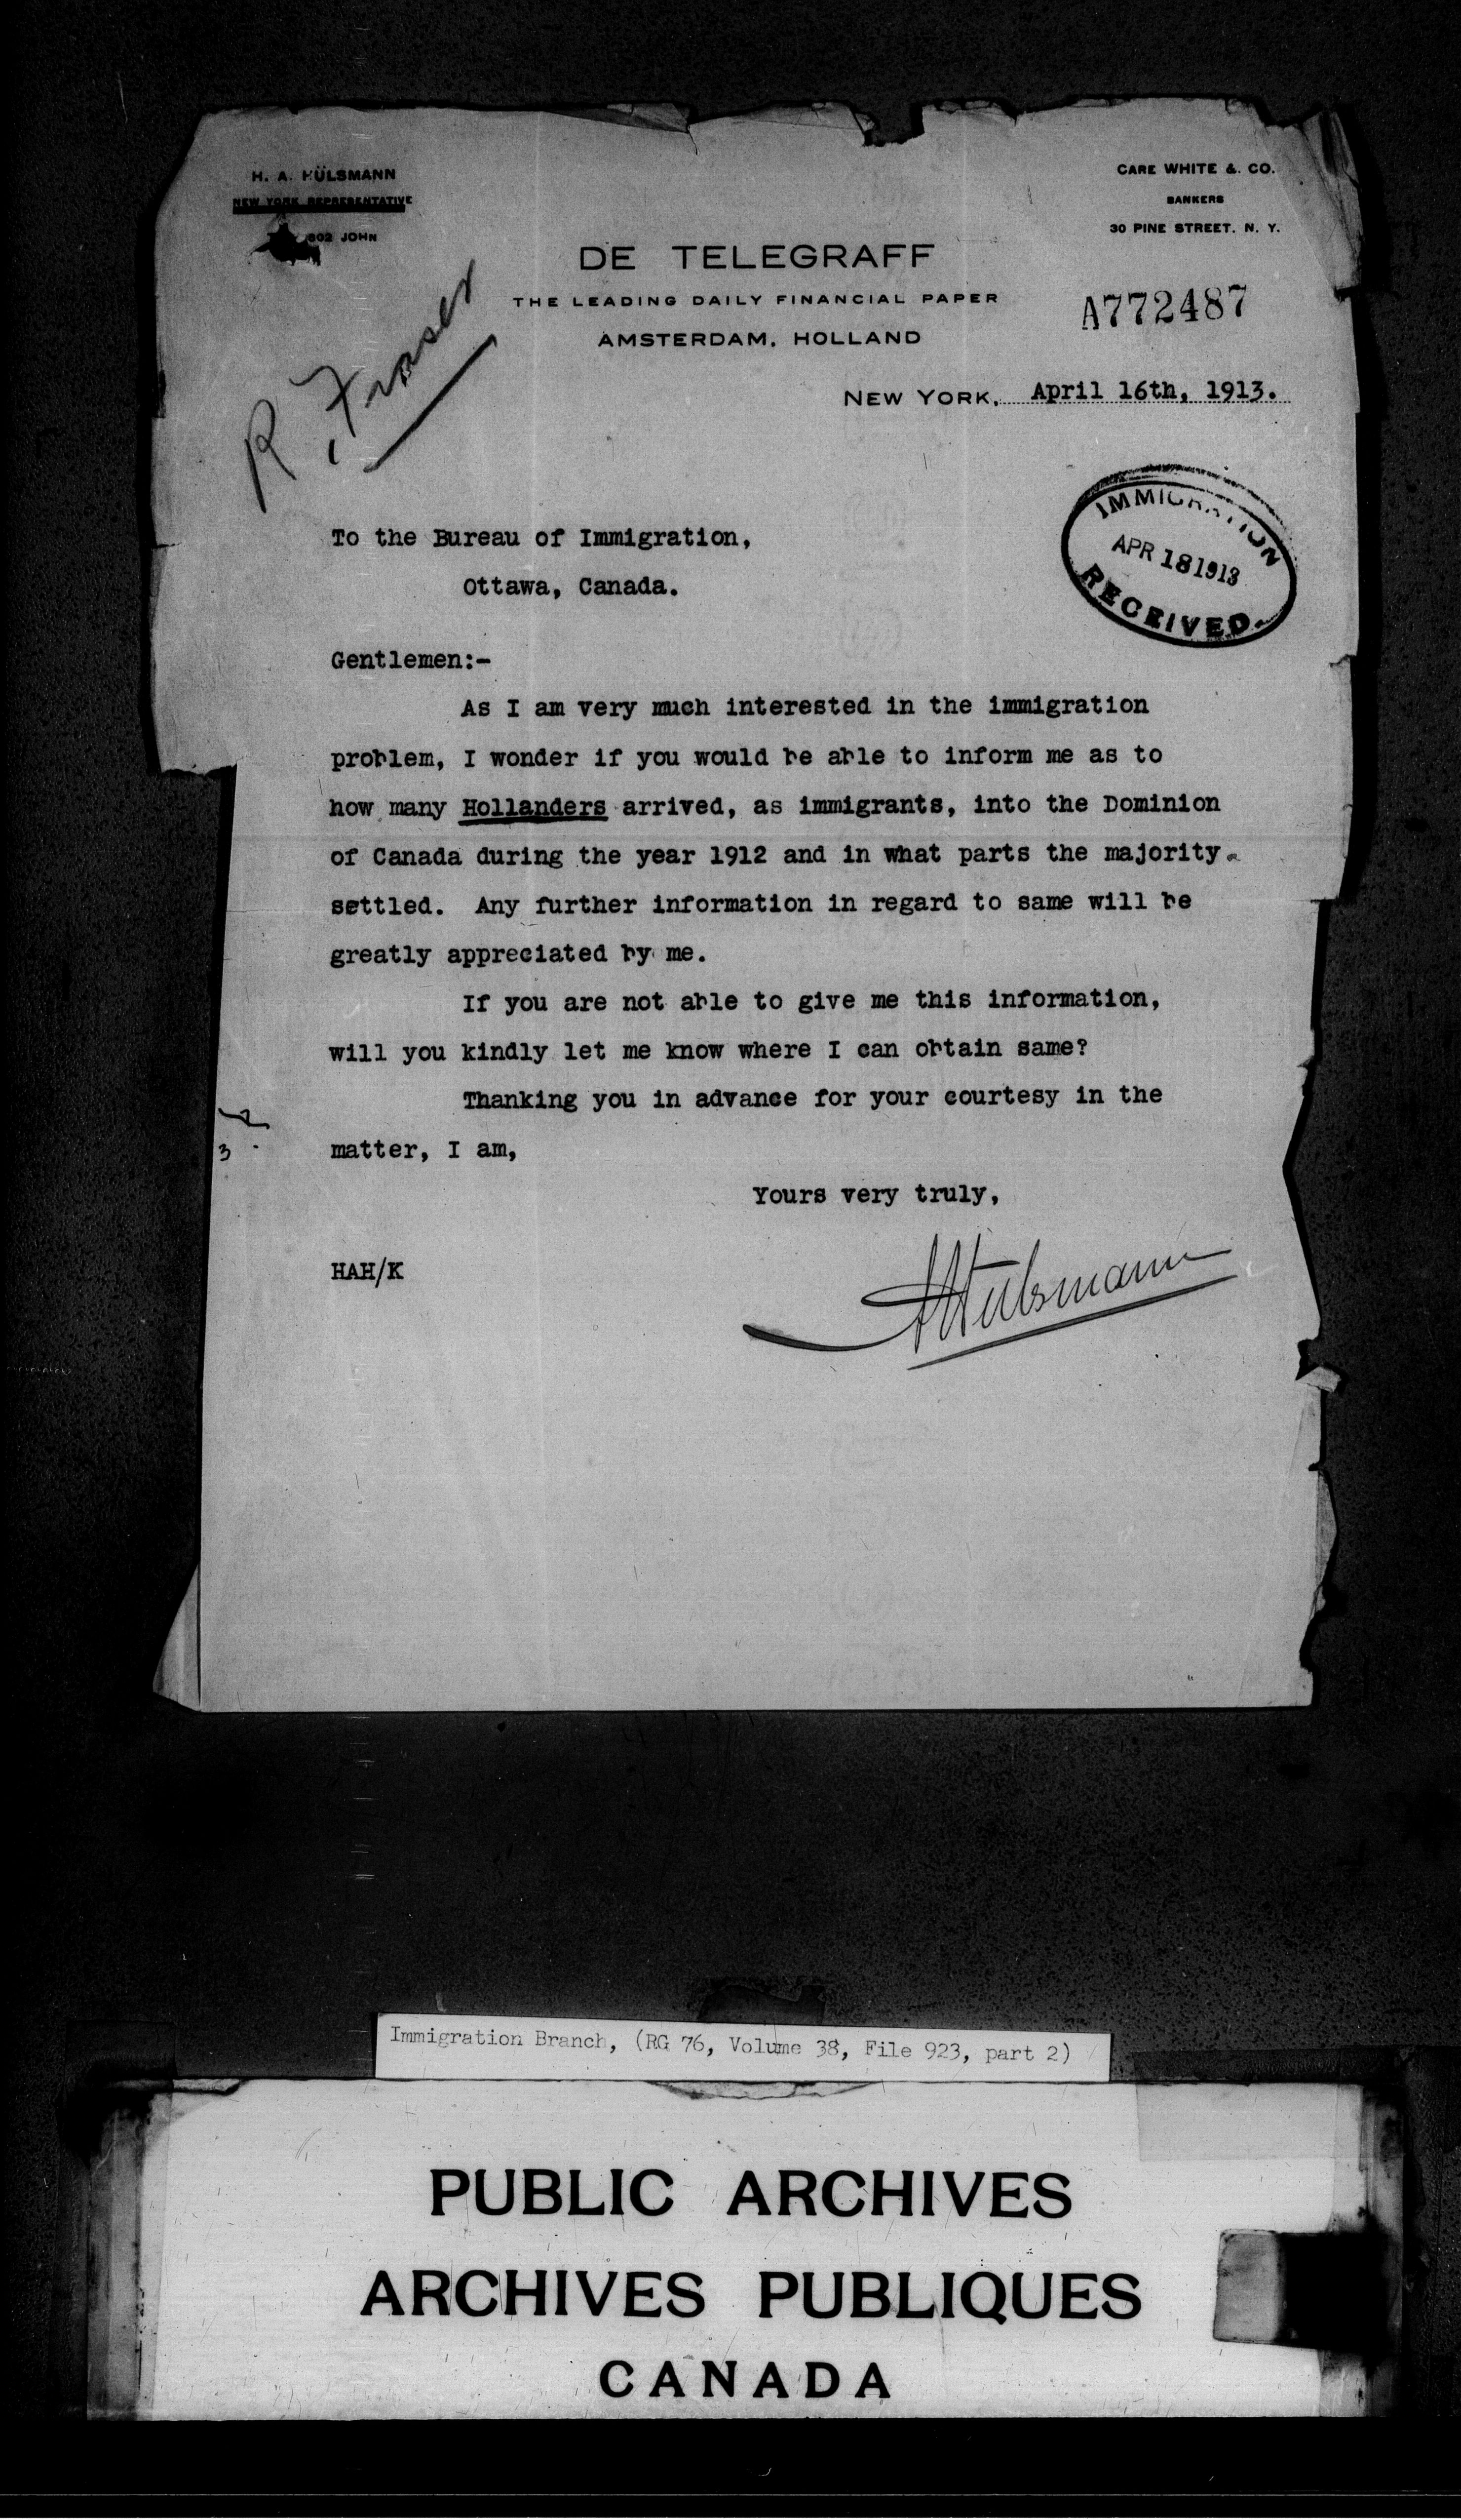 H. A. HÜLSMANN
NEW YORK REPRESENTATIVE
602 JOHN
CARE WHITE & CO.
BANKERS
30 PINE STREET. N. Y.
DE TELEGRAFF
THE LEADING DAILY FINANCIAL PAPER
AMSTERDAM, HOLLAND
A772487
R. Fraser
NEW YORK, April 16th, 1913.
IMMIGRATION
APR 18 1913
RECEIVED.
To the Bureau of Immigration,
Ottawa, Canada.
Gentlemen:-
As I am very much interested in the immigration
problem, I wonder if you would be able to inform me as to
how many Hollanders arrived, as immigrants, into the Dominion
of Canada during the year 1912 and in what parts the majority
settled. Any further information in regard to same will be
greatly appreciated by me.
If you are not able to give me this information,
will you kindly let me know where I can obtain same?
Thanking you in advance for your courtesy in the
3
matter, I am,
Yours very truly,
HAH/K
HAHulsmann
Immigration Branch, (RG 76, Volume 38, File 923, part 2)
PUBLIC ARCHIVES
ARCHIVES PUBLIQUES
CANADA